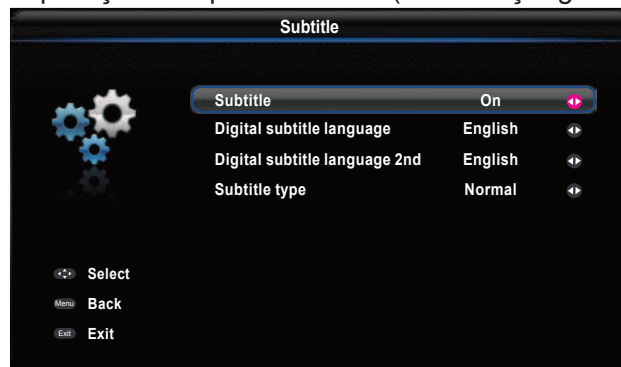 Subtitle
Subtitle On
Digital subtitle language English
Digital subtitle language 2nd English
Subtitle type Normal
Select
Menu Back
Exit Exit